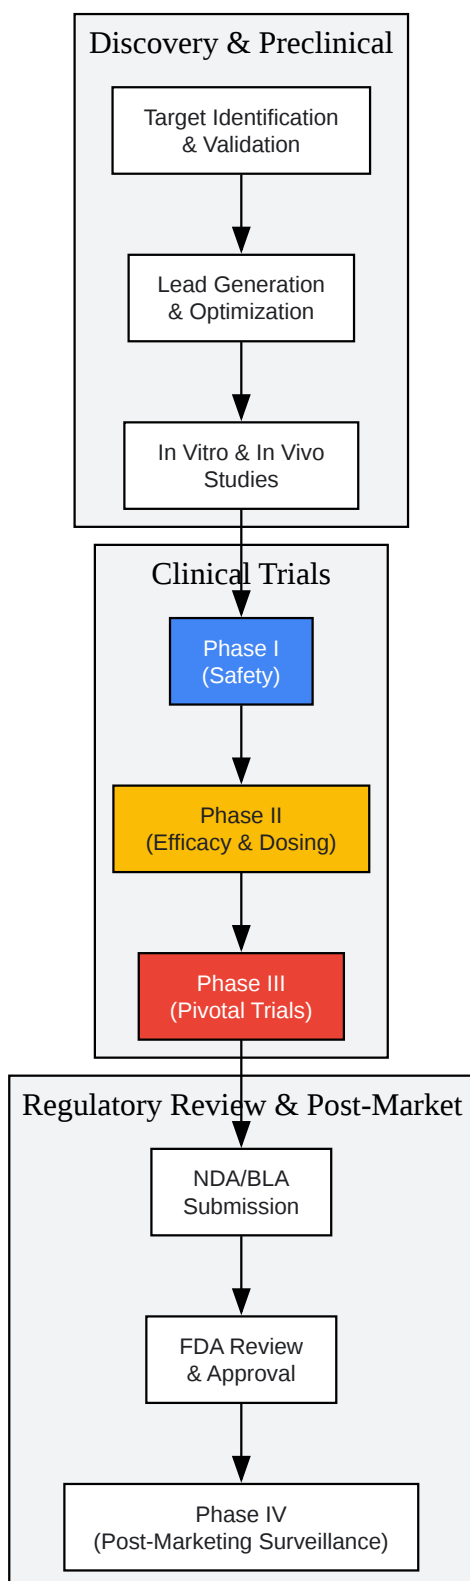 Discovery & Preclinical
Target Identification
& Validation
Lead Generation
& Optimization
In Vitro & In Vivo
Studies
Clinical Trials
Phase I
(Safety)
Phase II
(Efficacy & Dosing)
Phase III
(Pivotal Trials)
Regulatory Review & Post-Market
NDA/BLA
Submission
FDA Review
& Approval
Phase IV
(Post-Marketing Surveillance)